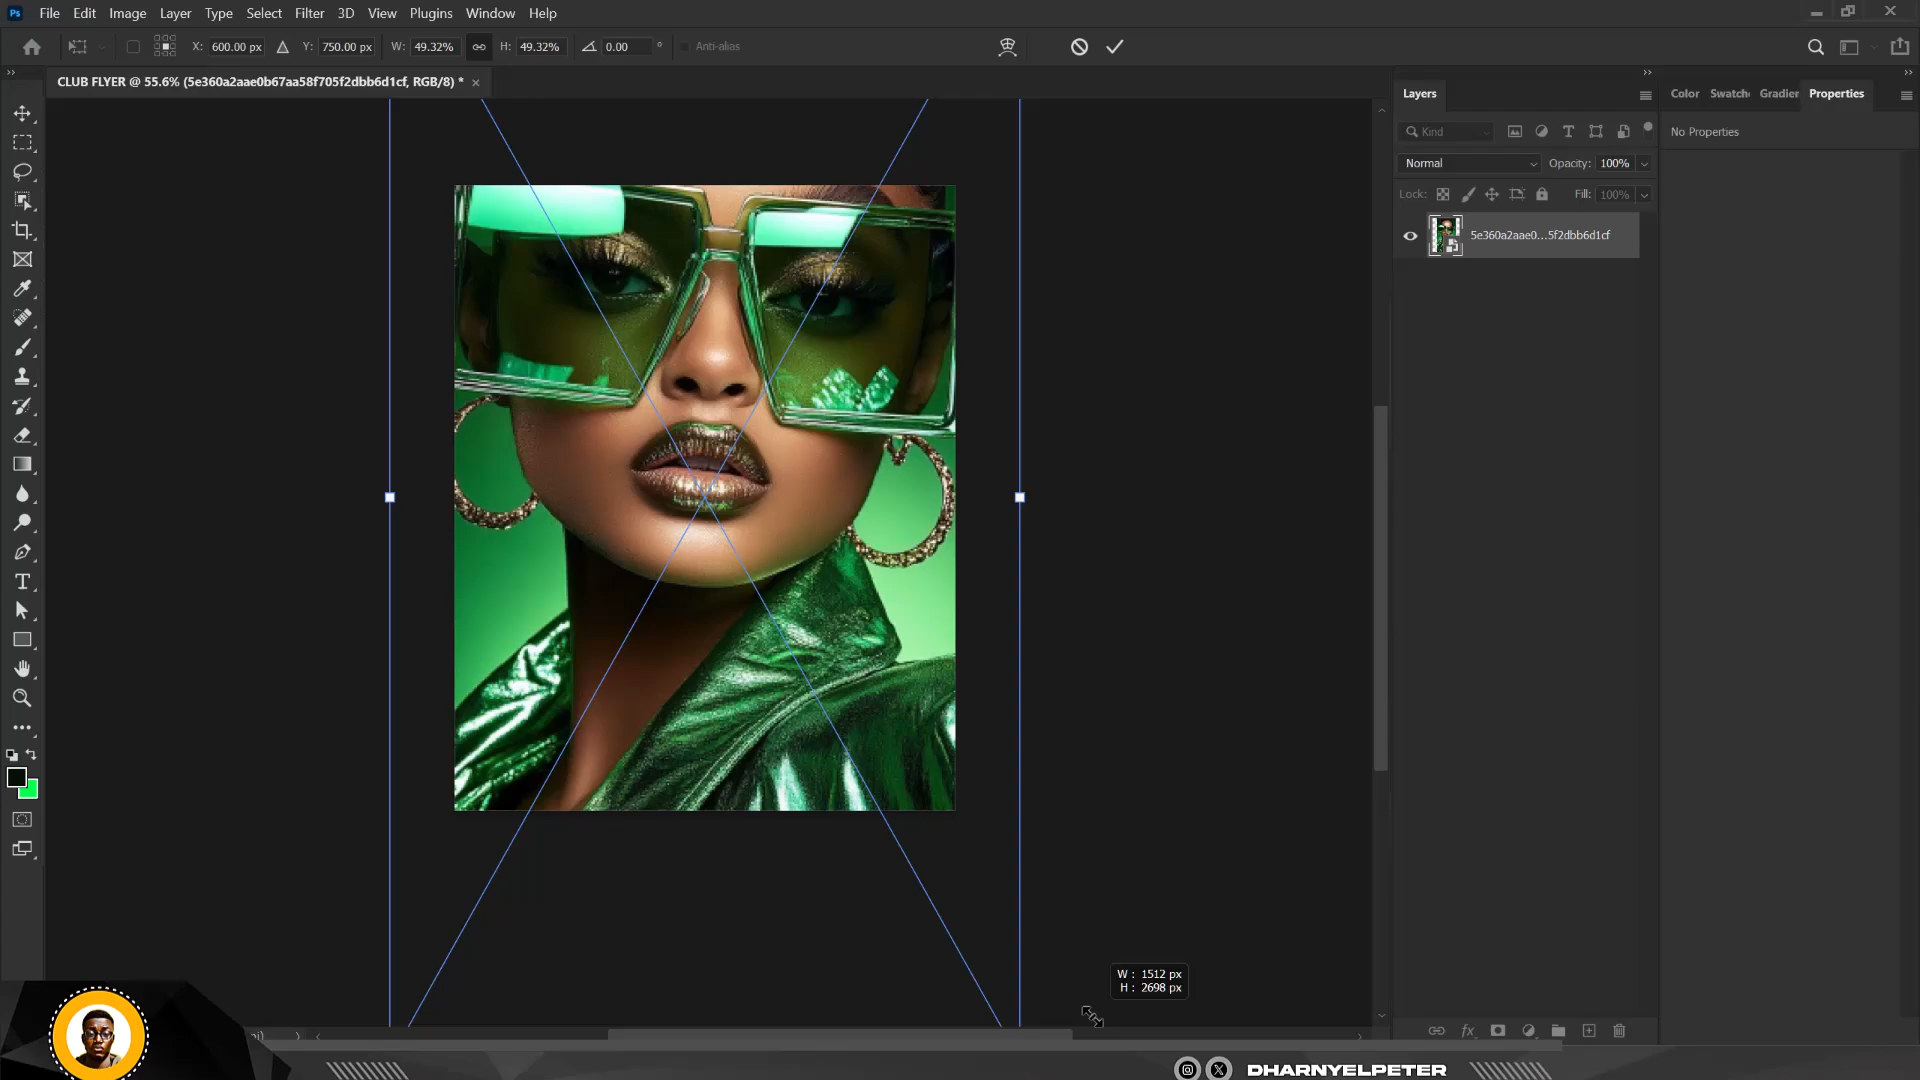 Ps File Edit Image Layer Type Select Filter 3D View Plugins Window Help
X: 600.00 px Y: 750.00 px W: 49.32% H: 49.32% 0.00 ° Anti-alias
CLUB FLYER @ 55.6% (5e360a2aae0b67aa58f705f2dbb6d1cf, RGB/8) * ×
Layers
Color Swatch Gradier Properties
Kind
No Properties
Normal Opacity: 100%
Lock: Fill: 100%
5e360a2aae0...5f2dbb6d1cf
W : 1512 px
H : 2698 px
DHARNYELPETER